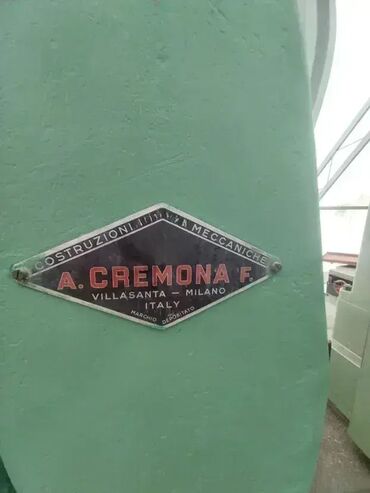 COSTRUZIONI MECCANICHE
A. CREMONA F.
VILLASANTA – MILANO
ITALY
MARCHIO DEPOSITATO